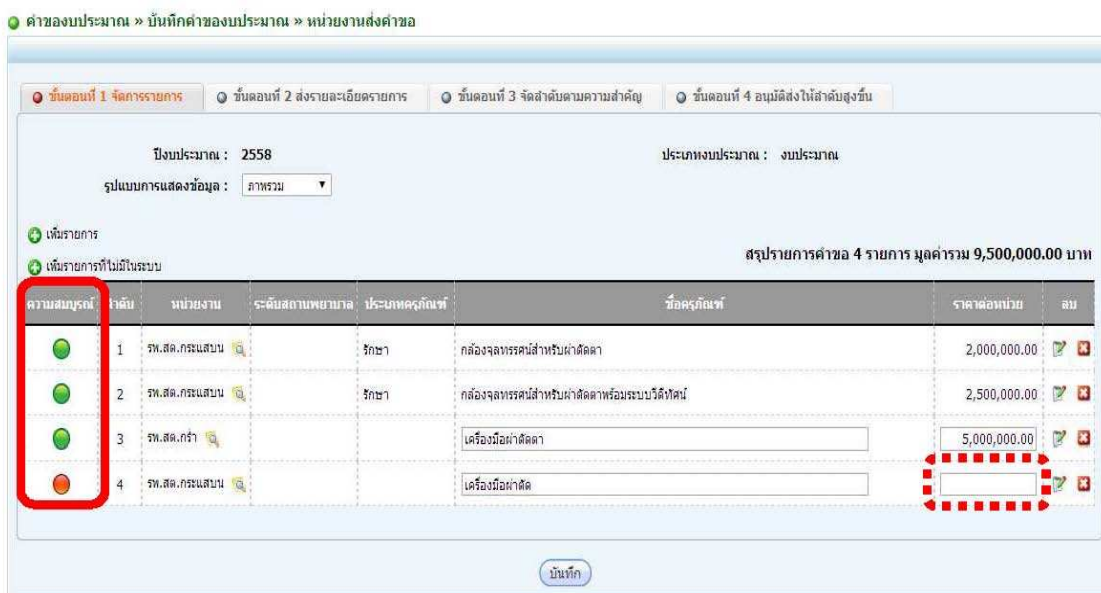 คำของบประมาณ » บันทึกคำของบประมาณ » หน่วยงานส่งคำขอ
ขั้นตอนที่ 1 จัดการรายการ ขั้นตอนที่ 2 ส่งรายละเอียดรายการ ขั้นตอนที่ 3 จัดลำดับตามความสำคัญ ขั้นตอนที่ 4 อนุมัติส่งให้ลำดับสูงขึ้น
ปีงบประมาณ : 2558 ประเภทงบประมาณ : งบประมาณ
รูปแบบการแสดงข้อมูล : ภาพรวม
เพิ่มรายการ
เพิ่มรายการที่ไม่มีในระบบ
สรุปรายการคำขอ 4 รายการ มูลค่ารวม 9,500,000.00 บาท
ความสมบูรณ์ ลำดับ หน่วยงาน ระดับสถานพยาบาล ประเภทครุภัณฑ์ ชื่อครุภัณฑ์ ราคาต่อหน่วย ลบ
1 รพ.สต.กระแสบน รักษา กล้องจุลทรรศน์สำหรับผ่าตัดตา 2,000,000.00
2 รพ.สต.กระแสบน รักษา กล้องจุลทรรศน์สำหรับผ่าตัดตาพร้อมระบบวีดีทัศน์ 2,500,000.00
3 รพ.สต.กร่ำ เครื่องมือผ่าตัดตา 5,000,000.00
4 รพ.สต.กระแสบน เครื่องมือผ่าตัด
บันทึก